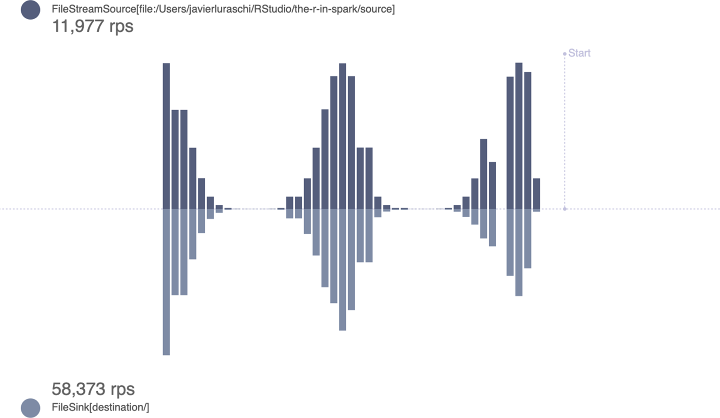 FileStreamSource[file:/Users/javierluraschi/RStudio/the-r-in-spark/source]
11,977 rps
Start
58,373 rps
FileSink[destination/]